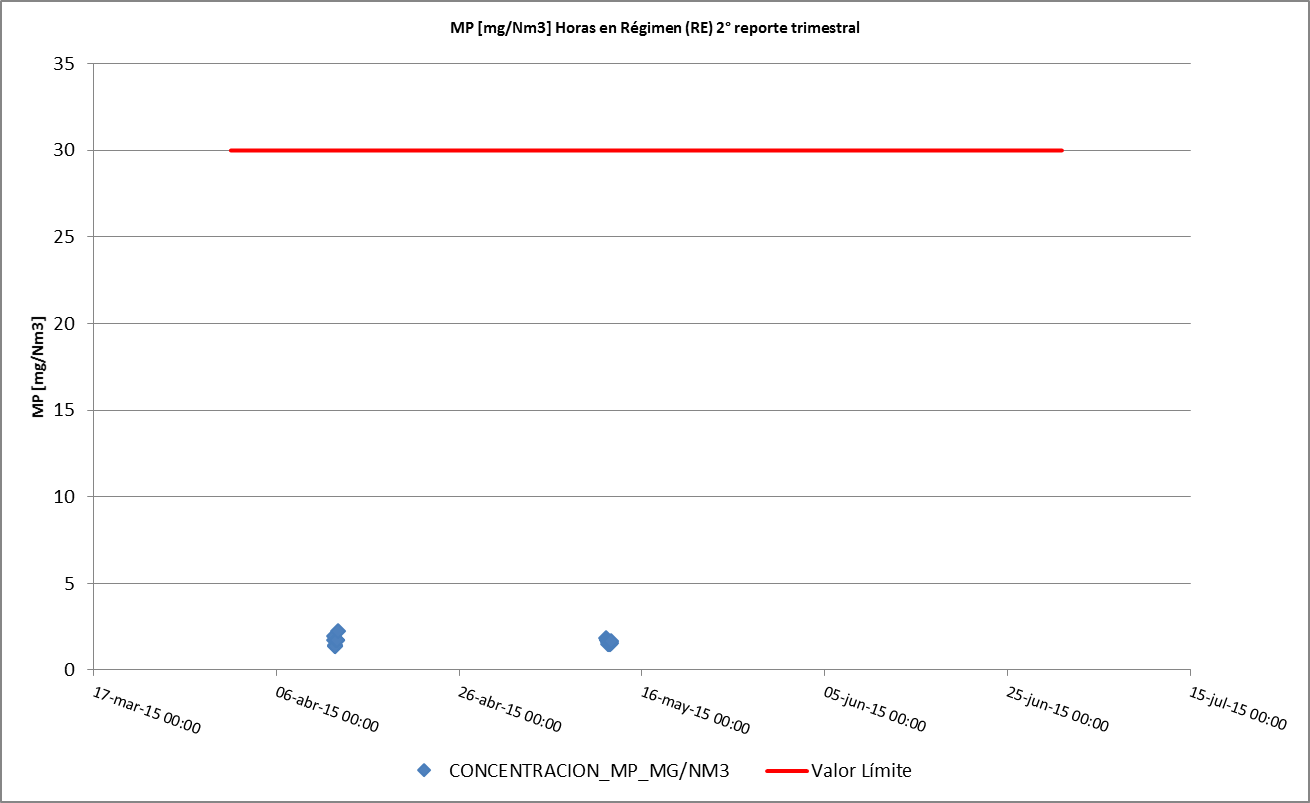 MP [mg/Nm3] Horas en Régimen (RE) 2° reporte trimestral
35
30
25
20
15
10
5
0
MP [mg/Nm3]
17-mar-15 00:00
06-abr-15 00:00
26-abr-15 00:00
16-may-15 00:00
05-jun-15 00:00
25-jun-15 00:00
15-jul-15 00:00
CONCENTRACION_MP_MG/NM3
Valor Límite